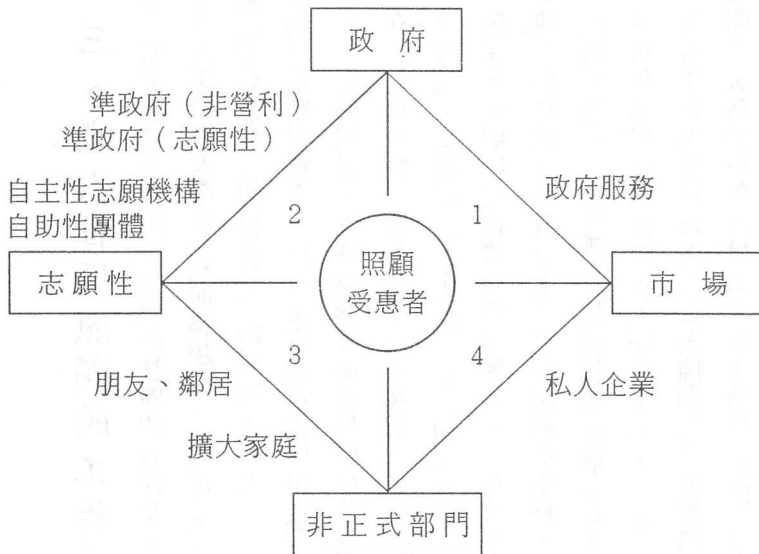 政 府
準政府（非營利）
準政府（志願性）
自主性志願機構
自助性團體
政府服務
2
1
志願性
照顧
受惠者
市 場
3
4
朋友、鄰居
私人企業
擴大家庭
非正式部門